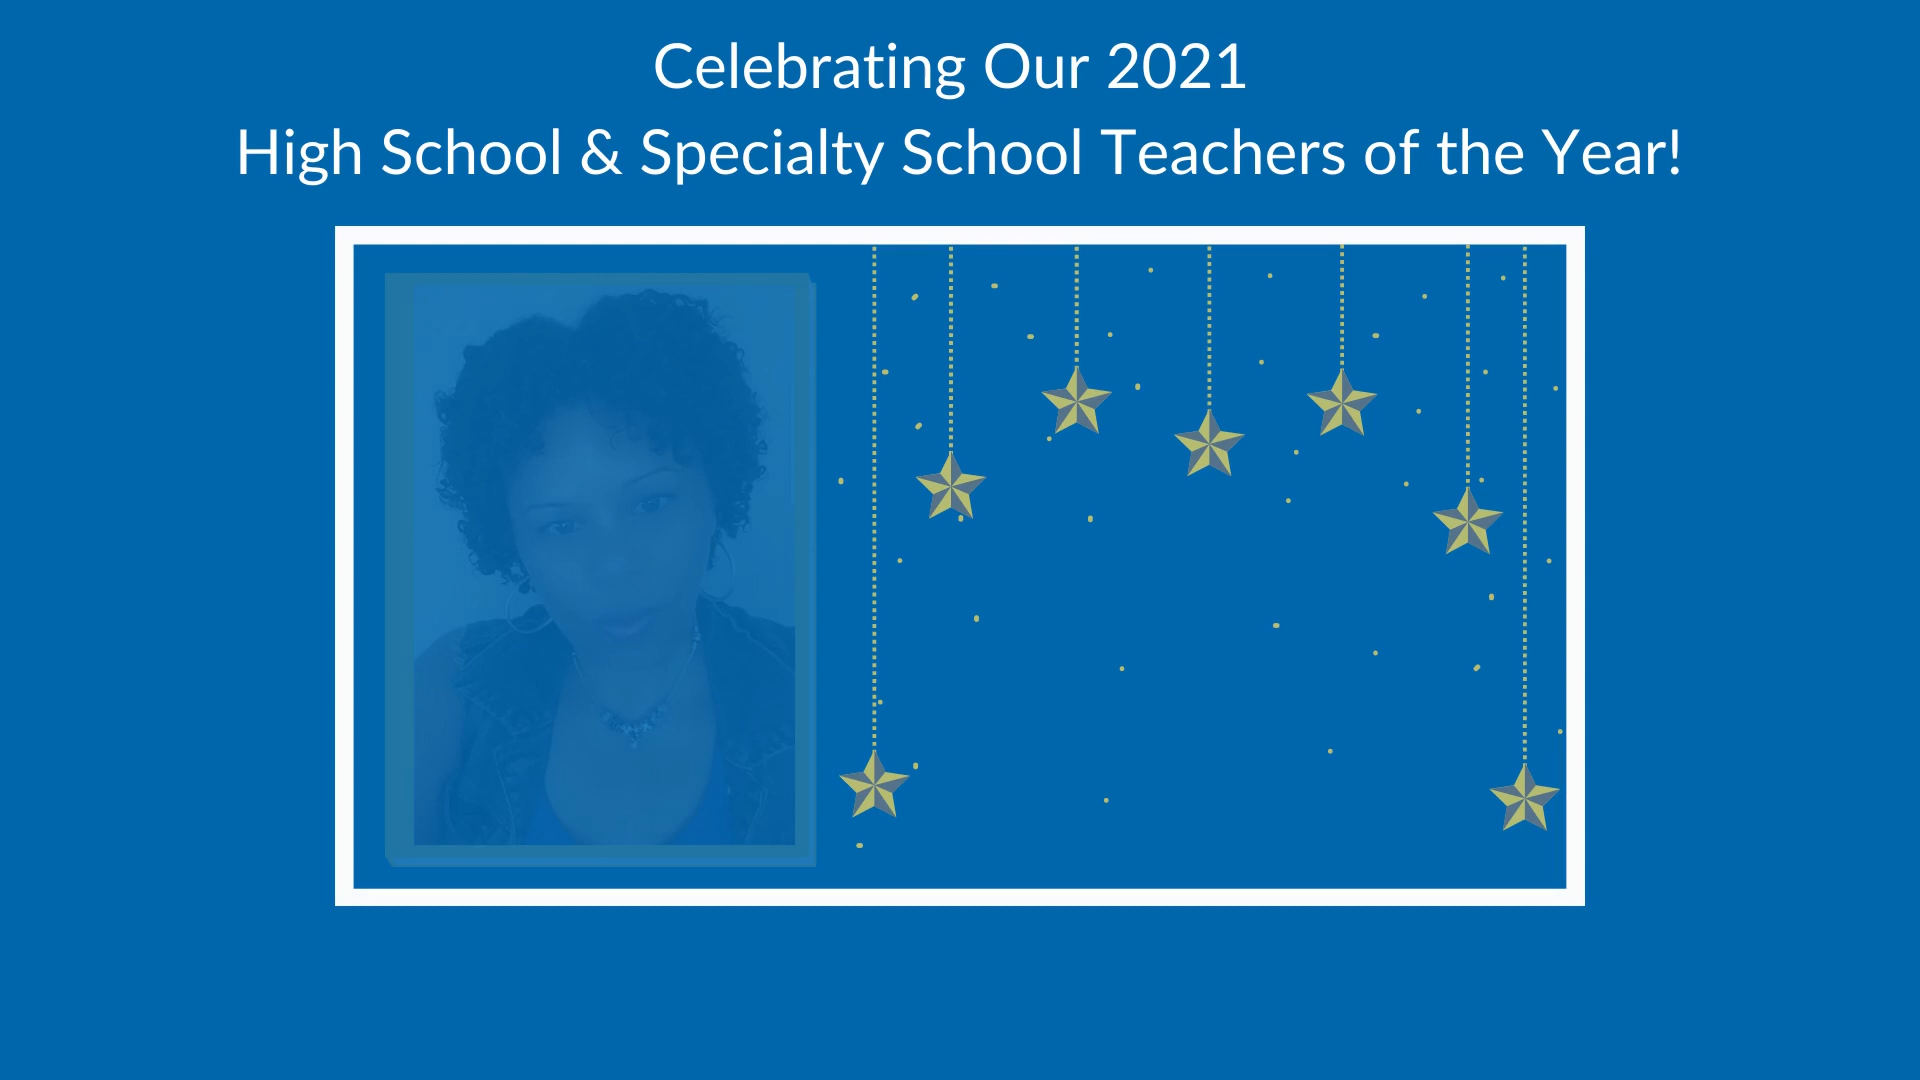 Celebrating Our 2021
High School & Specialty School Teachers of the Year!